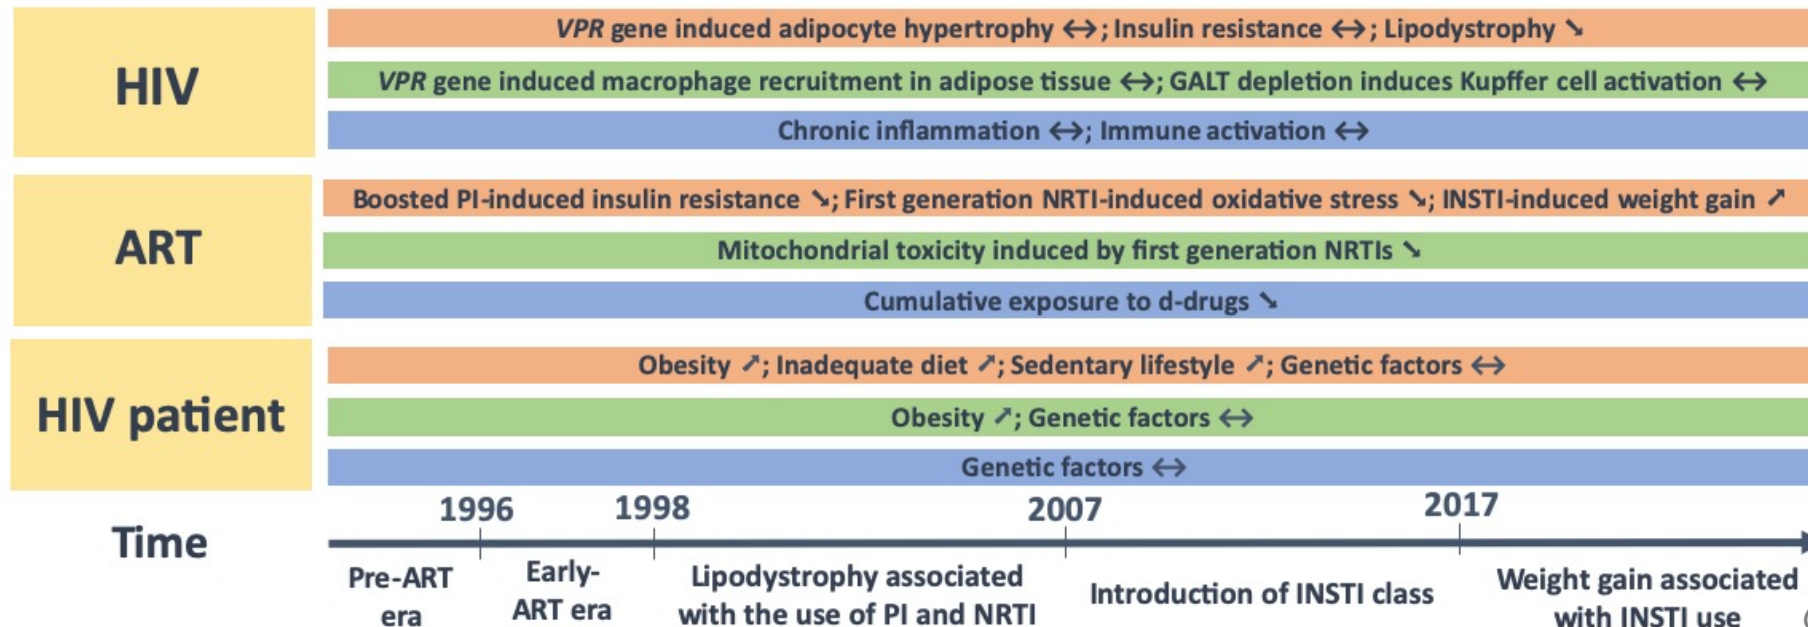 HIV
VPR gene induced adipocyte hypertrophy ↔; Insulin resistance ↔; Lipodystrophy ↘
VPR gene induced macrophage recruitment in adipose tissue ↔; GALT depletion induces Kupffer cell activation ↔
Chronic inflammation ↔; Immune activation ↔
ART
Boosted PI-induced insulin resistance ↘; First generation NRTI-induced oxidative stress ↘; INSTI-induced weight gain ↗
Mitochondrial toxicity induced by first generation NRTIs ↘
Cumulative exposure to d-drugs ↘
HIV patient
Obesity ↗; Inadequate diet ↗; Sedentary lifestyle ↗; Genetic factors ↔
Obesity ↗; Genetic factors ↔
Genetic factors ↔
Time
1996
1998
2007
2017
Pre-ART
era
Early-
ART era
Lipodystrophy associated
with the use of PI and NRTI
Introduction of INSTI class
Weight gain associated
with INSTI use